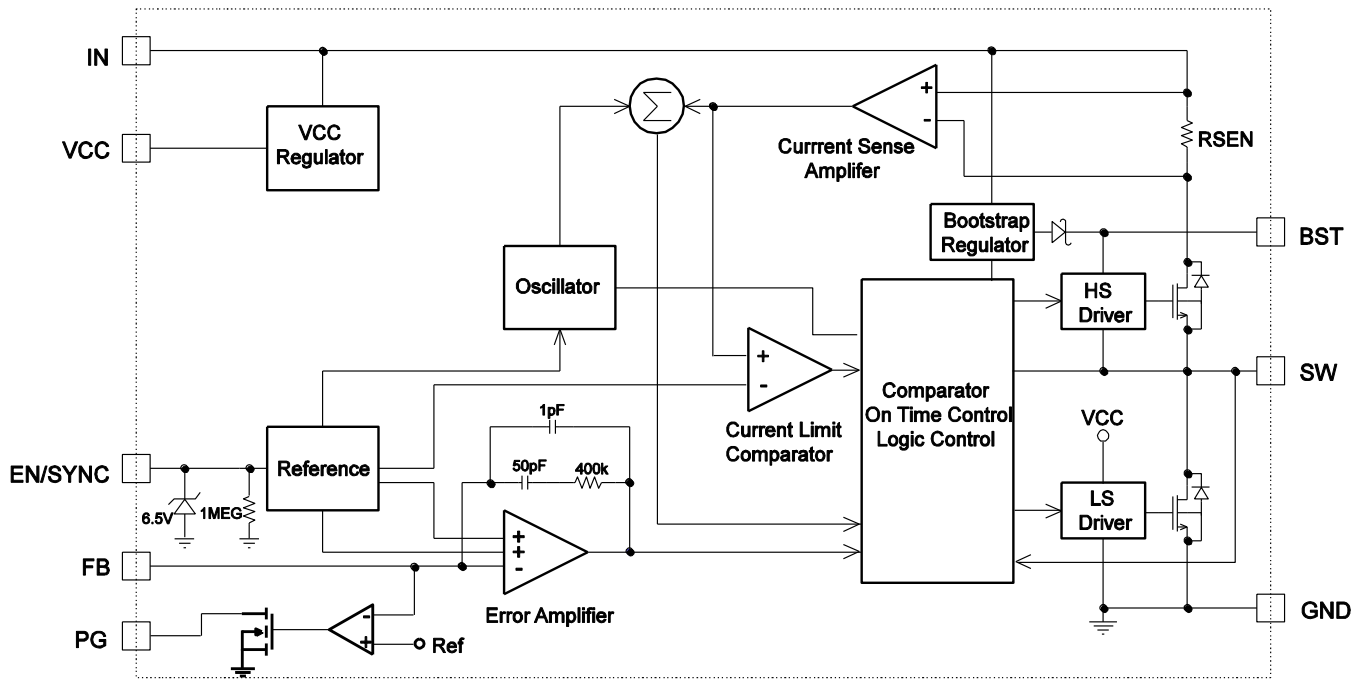 IN
VCC
VCC
Regulator
Σ
+
-
Currrent Sense
Amplifer
RSEN
Bootstrap
Regulator
BST
Oscillator
HS
Driver
+
-
Current Limit
Comparator
Comparator
On Time Control
Logic Control
SW
VCC
1pF
50pF
400k
EN/SYNC
Reference
6.5V
1MEG
LS
Driver
+
+
-
Error Amplifier
FB
PG
-
+
Ref
GND